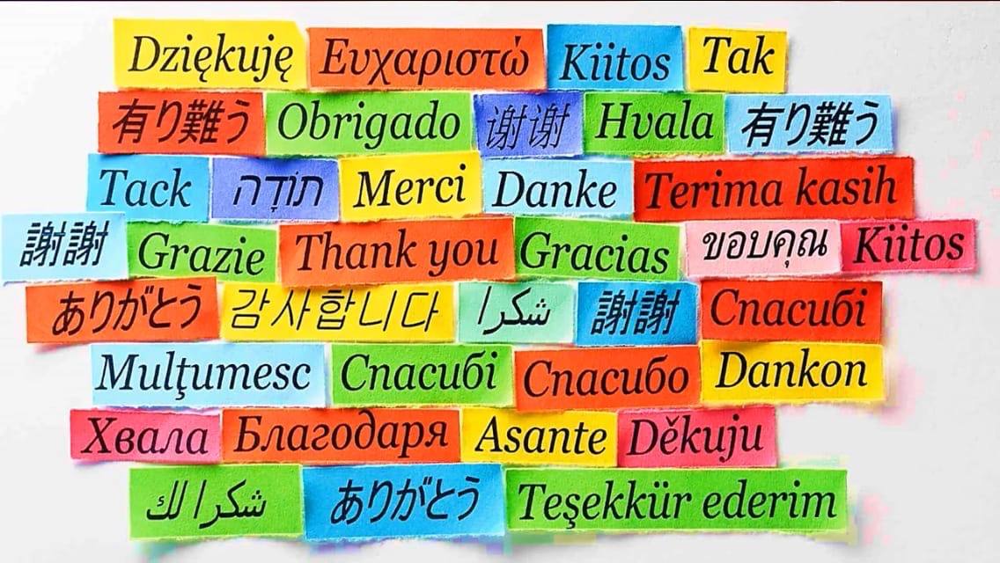 Dziękuję Ευχαριστώ Kiitos Tak
有り難う Obrigado 谢谢 Hvala 有り難う
Tack תוֹדָה Merci Danke Terima kasih
謝謝 Grazie Thank you Gracias ขอบคุณ Kiitos
ありがとう 감사합니다 شكرا 謝謝 Спасибі
Mulţumesc Спасибі Спасибо Dankon
Хвала Благодаря Asante Děkuju
شكرا لك ありがとう Teşekkür ederim